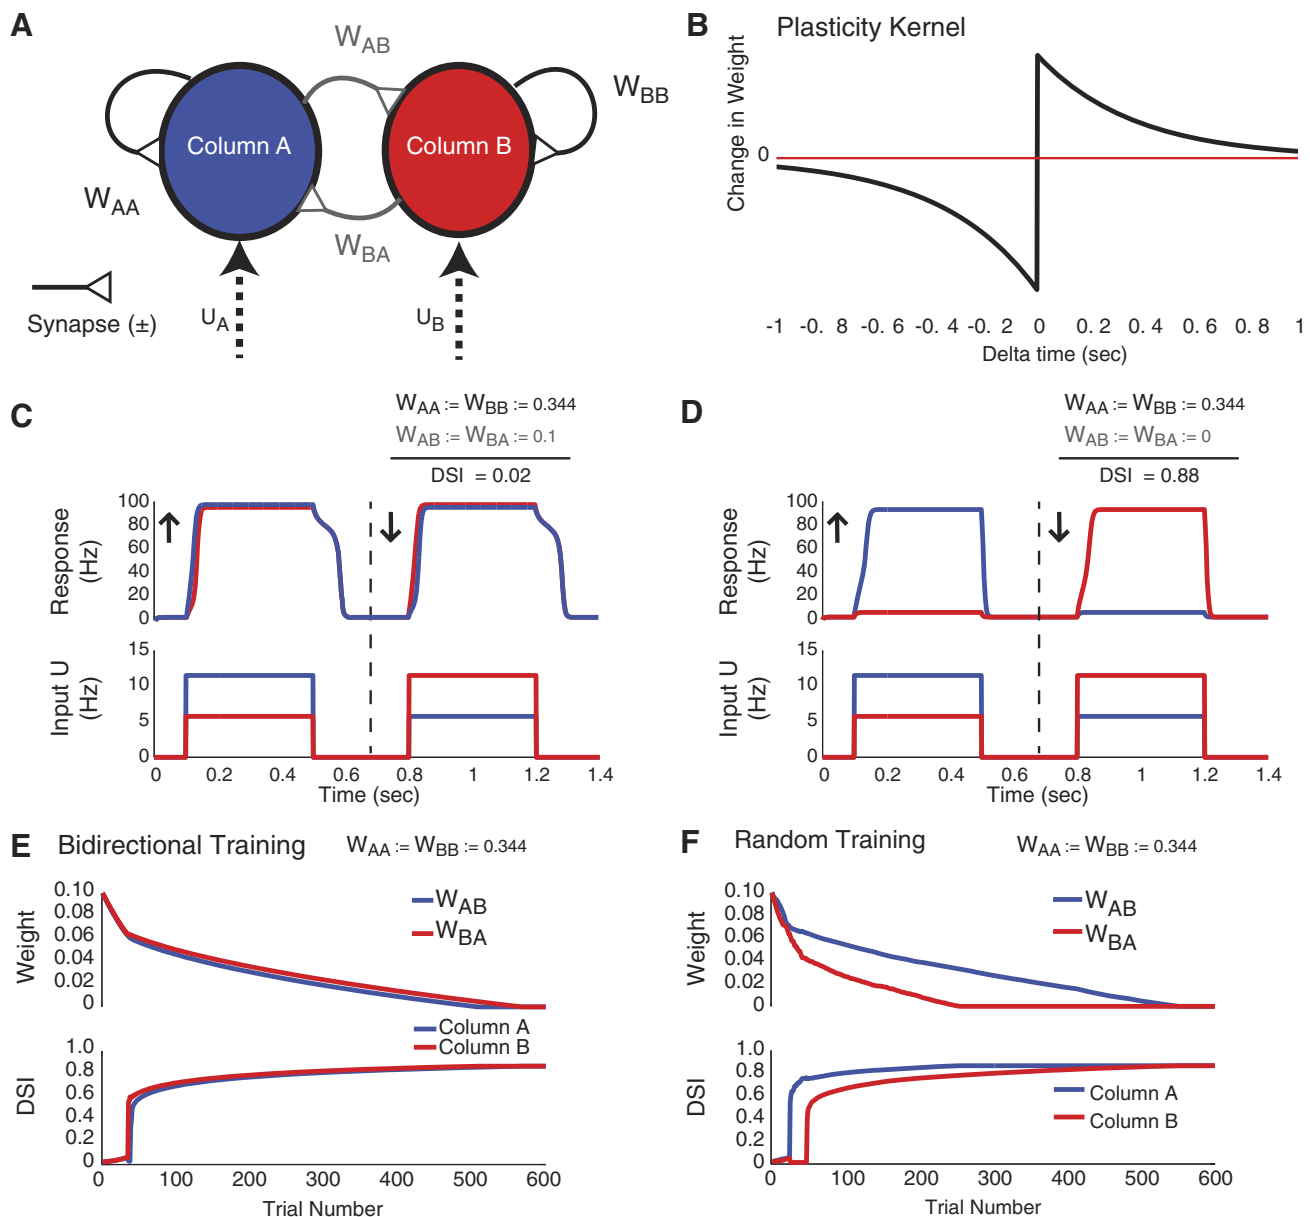 A
W_AB
W_BB
Column A
Column B
W_AA
W_BA
Synapse (±)
U_A
U_B
B
Plasticity Kernel
Change in Weight
0
-1 -0. 8 -0. 6 -0. 4 -0. 2 0 0. 2 0. 4 0. 6 0. 8 1
Delta time (sec)
C
W_AA := W_BB := 0.344
W_AB := W_BA := 0.1
DSI = 0.02
Response
(Hz)
100
80
60
40
20
0
Input U
(Hz)
15
10
5
0
0 0.2 0.4 0.6 0.8 1 1.2 1.4
Time (sec)
D
W_AA := W_BB := 0.344
W_AB := W_BA := 0
DSI = 0.88
Response
(Hz)
100
80
60
40
20
0
Input U
(Hz)
15
10
5
0
0 0.2 0.4 0.6 0.8 1 1.2 1.4
Time (sec)
E
Bidirectional Training
W_AA := W_BB := 0.344
Weight
0.10
0.08
0.06
0.04
0.02
0
W_AB
W_BA
Column A
Column B
DSI
1.0
0.8
0.6
0.4
0.2
0
0 100 200 300 400 500 600
Trial Number
F
Random Training
W_AA := W_BB := 0.344
Weight
0.10
0.08
0.06
0.04
0.02
0
W_AB
W_BA
DSI
1.0
0.8
0.6
0.4
0.2
0
Column A
Column B
0 100 200 300 400 500 600
Trial Number